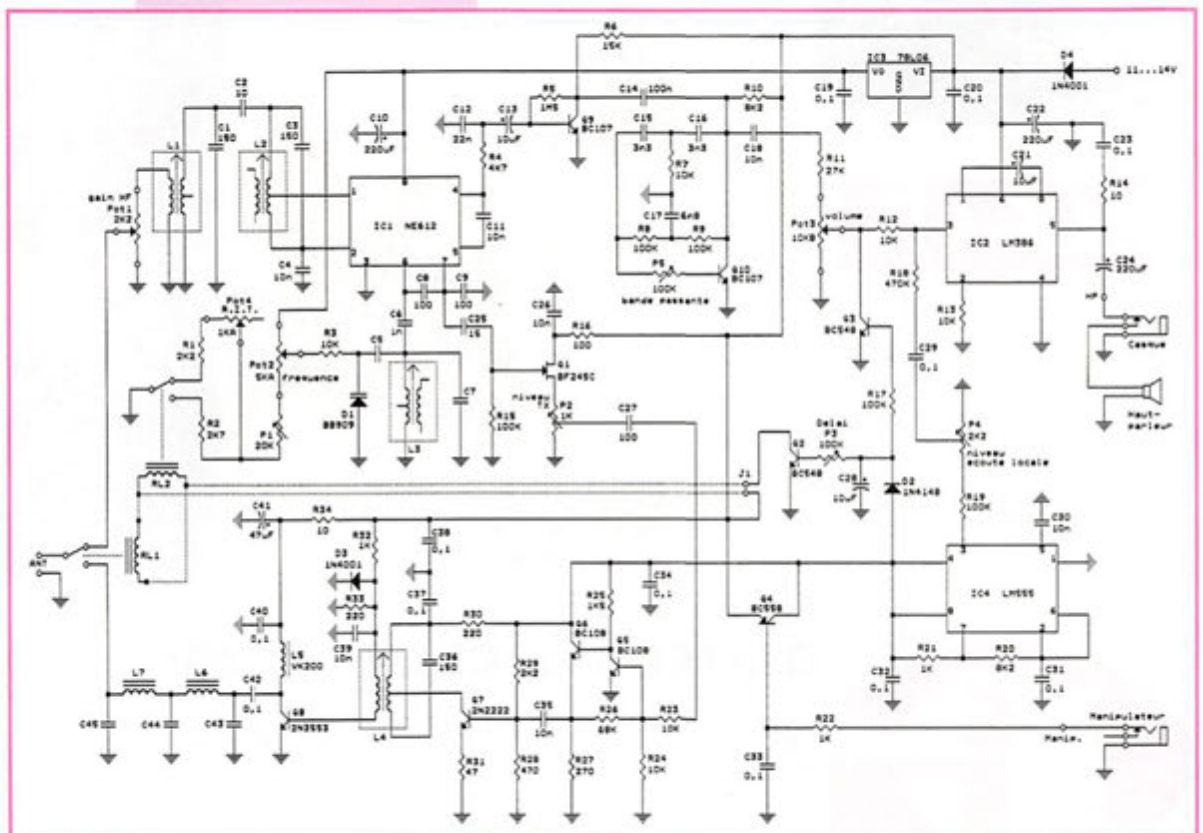 R6
15K
IC3 78L06
VO
VI
GND
D4
1N4001
11...14V
C2
10
C1
150
C3
150
L1
L2
gain HF
Pot1
2K2
C4
10n
C10
220uF
C12
22n
C13
10uF
R5
1M5
R4
4K7
C11
10n
Q9
BC107
C14 100n
R10
8K2
C15
3n3
C16
3n3
R7
10K
C18
10n
C17
6n8
R8
100K
R9
100K
P5
100K
bande passante
Q10
BC107
C19
0,1
C20
0,1
C22
220uF
C23
0,1
C21
10uF
R14
10
R11
27K
volume
Pot3
10KB
R12
10K
IC2 LM386
C24
220uF
HP
Casque
Haut-
parleur
R13
10K
R18
470K
Q3
BC548
C29
0,1
IC1 NE612
1
2
3
4
5
6
7
8
C8
100
C9
100
C6
1n
C25
15
C26
10n
R16
100
Q1
BF245C
niveau
TX
P2
1K
C27
100
R15
100K
Pot4
R.I.T.
1KA
R1
2K2
R2
2K7
Pot2
5KA
frequence
P1
20K
R3
10K
C5
D1
BB909
L3
C7
RL2
RL1
ANT
J1
Q2
BC548
Delai
P3
100K
C28
10uF
R17
100K
D2
1N4148
P4
2K2
niveau
ecoute locale
R19
100K
C30
10n
IC4 LM555
C41
47uF
R34
10
R32
1K
D3
1N4001
R33
220
C39
10n
C38
0,1
C37
0,1
C36
150
R30
220
C40
0,1
L5
VK200
L7
L6
C42
0,1
C45
C44
C43
Q8
2N3553
L4
Q7
2N2222
R31
47
R29
2K2
R28
470
C35
10n
Q6
BC108
Q5
BC108
R25
1K5
C34
0,1
R26
68K
R27
270
R23
10K
R24
10K
Q4
BC558
C33
0,1
R22
1K
C32
0,1
R21
1K
R20
8K2
C31
0,1
Manipulateur
Manip.